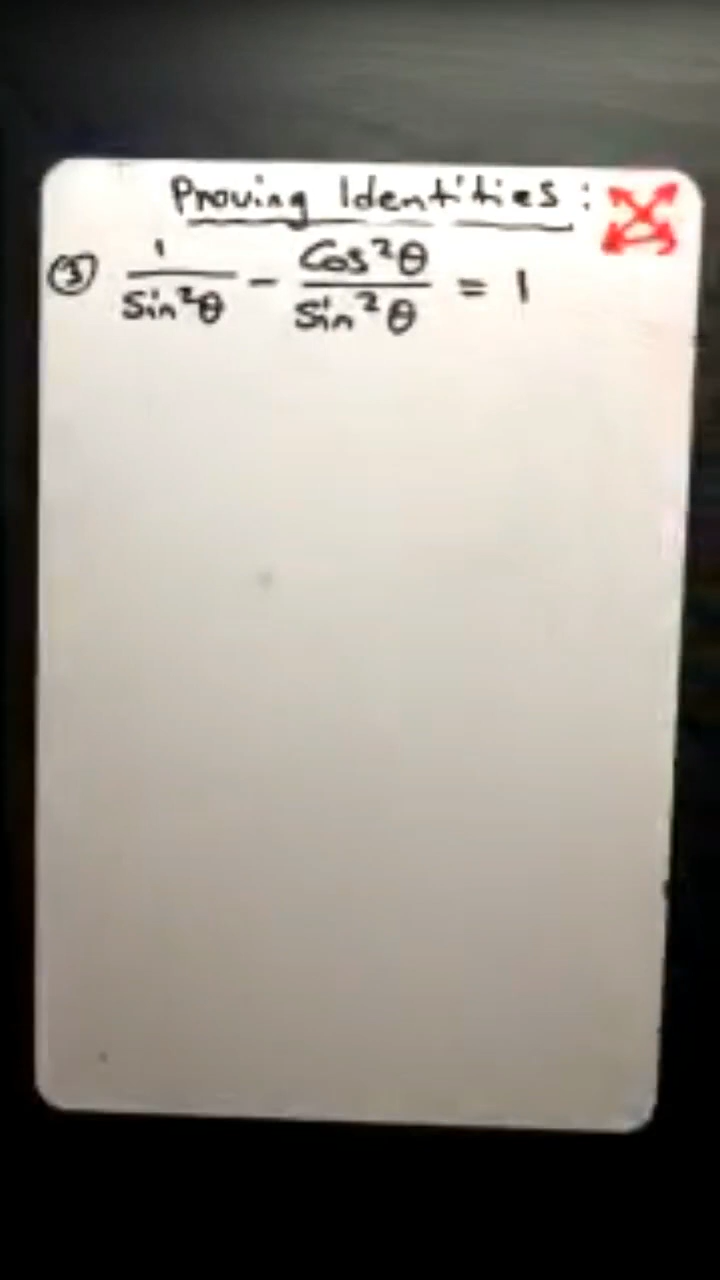 Proving Identities:
③ 1/Sin²θ - Cos²θ/Sin²θ = 1